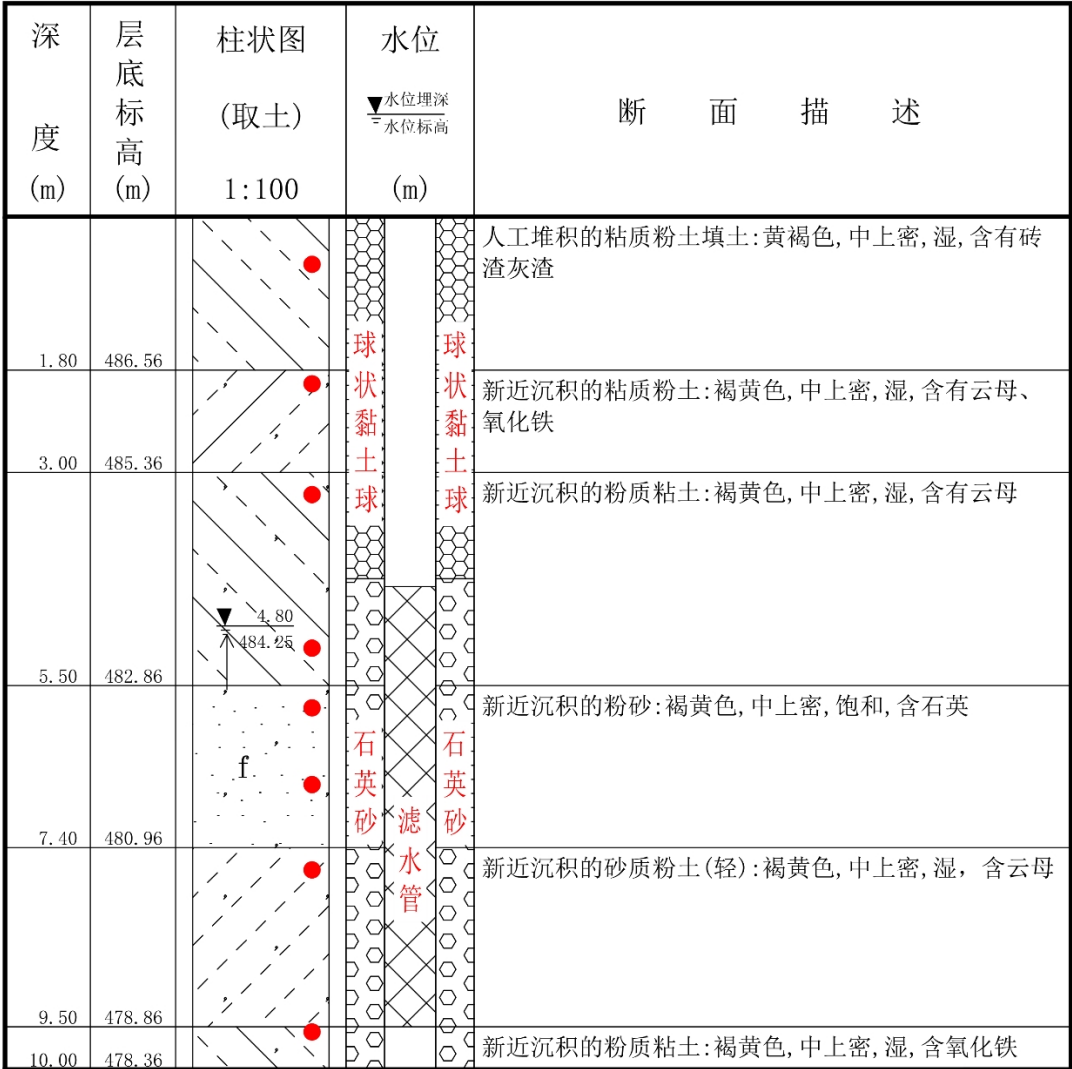 深度(m)
层底标高(m)
柱状图
(取土)
1:100
水位
水位埋深
水位标高
(m)
断面描述
1.80 486.56
人工堆积的粘质粉土填土:黄褐色,中上密,湿,含有砖
渣灰渣
3.00 485.36
新近沉积的粘质粉土:褐黄色,中上密,湿,含有云母、
氧化铁
5.50 482.86
新近沉积的粉质粘土:褐黄色,中上密,湿,含有云母
4.80
484.25
7.40 480.96
f
新近沉积的粉砂:褐黄色,中上密,饱和,含石英
9.50 478.86
新近沉积的砂质粉土(轻):褐黄色,中上密,湿，含云母
10.00 478.36
新近沉积的粉质粘土:褐黄色,中上密,湿,含氧化铁
球状黏土球
球状黏土球
石英砂
滤水管
石英砂